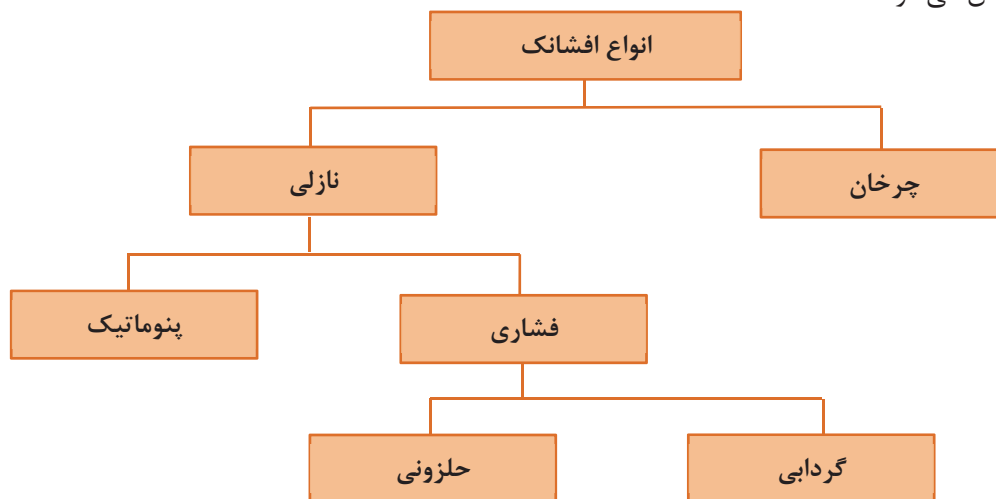 انواع افشانک
چرخان
نازلی
فشاری
پنوماتیک
گردابی
حلزونی